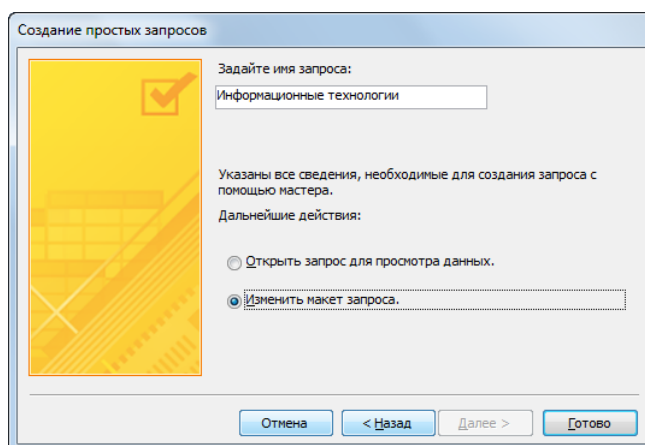 Создание простых запросов
Задайте имя запроса:
Информационные технологии
Указаны все сведения, необходимые для создания запроса с
помощью мастера.
Дальнейшие действия:
Открыть запрос для просмотра данных.
Изменить макет запроса.
Отмена < Назад Далее > Готово